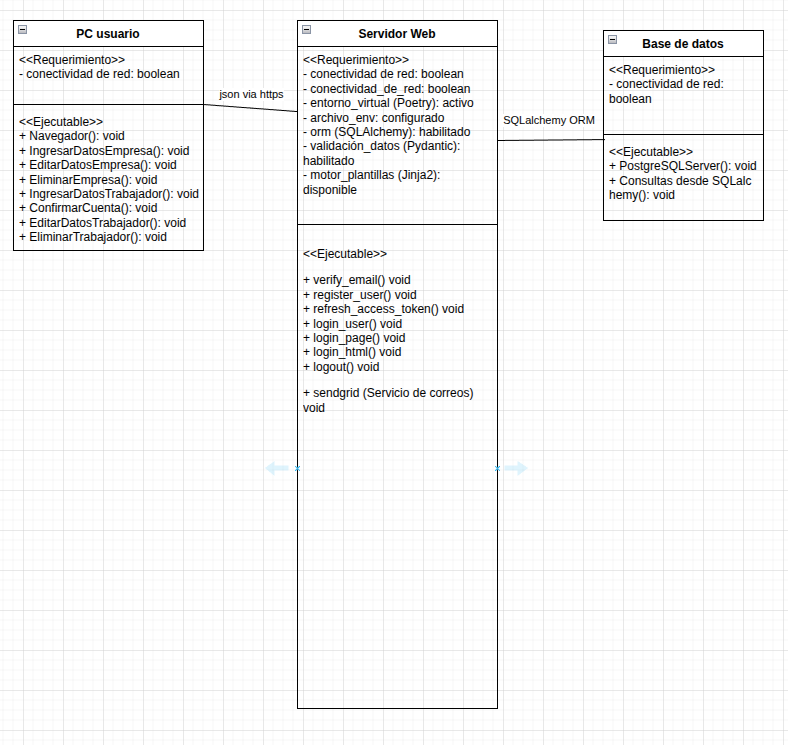 PC usuario
<<Requerimiento>>
- conectividad de red: boolean
<<Ejecutable>>
+ Navegador(): void
+ IngresarDatosEmpresa(): void
+ EditarDatosEmpresa(): void
+ EliminarEmpresa(): void
+ IngresarDatosTrabajador(): void
+ ConfirmarCuenta(): void
+ EditarDatosTrabajador(): void
+ EliminarTrabajador(): void
json via https
Servidor Web
<<Requerimiento>>
- conectividad de red: boolean
- conectividad_de_red: boolean
- entorno_virtual (Poetry): activo
- archivo_env: configurado
- orm (SQLAlchemy): habilitado
- validación_datos (Pydantic):
habilitado
- motor_plantillas (Jinja2):
disponible
<<Ejecutable>>
+ verify_email() void
+ register_user() void
+ refresh_access_token() void
+ login_user() void
+ login_page() void
+ login_html() void
+ logout() void
+ sendgrid (Servicio de correos)
void
SQLalchemy ORM
Base de datos
<<Requerimiento>>
- conectividad de red:
boolean
<<Ejecutable>>
+ PostgreSQLServer(): void
+ Consultas desde SQLalc
hemy(): void